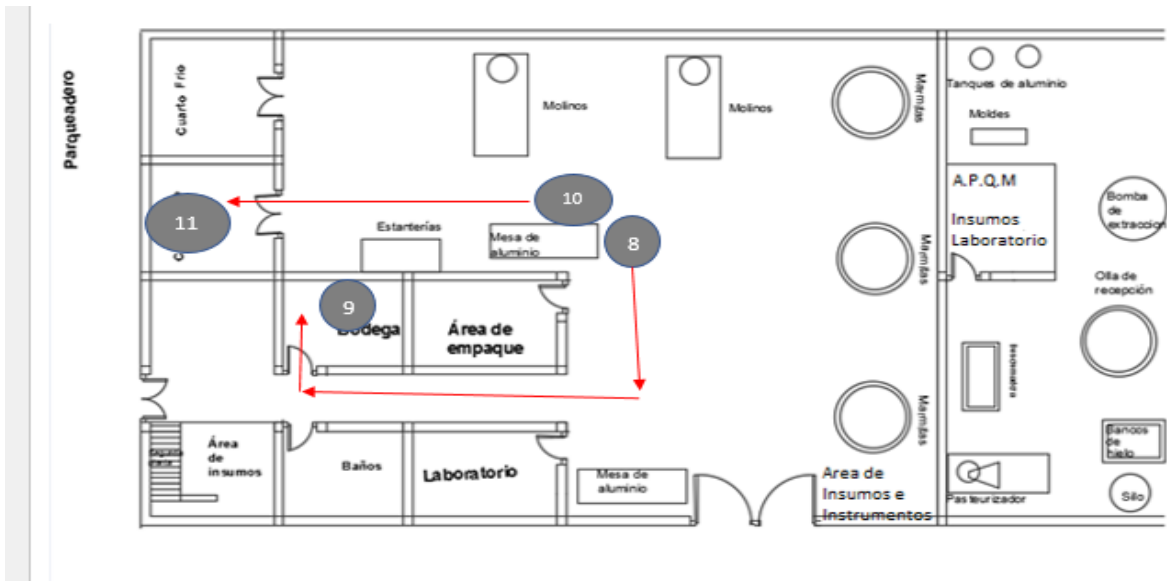 Parqueadero
Cuarto Frio
11
Molinos
Molinos
Marmitas
Tanques de aluminio
Moldes
A.P.Q.M
Insumos
Laboratorio
Bomba
de
extraccion
10
8
Estanterías
Mesa de
aluminio
Marmitas
Olla de
recepción
9
Bodega
Área de
empaque
Marmitas
Bancos
de
hielo
Área
de
insumos
Baños
Laboratorio
Mesa de
aluminio
Area de
Insumos e
Instrumentos
Pasteurizador
Silo